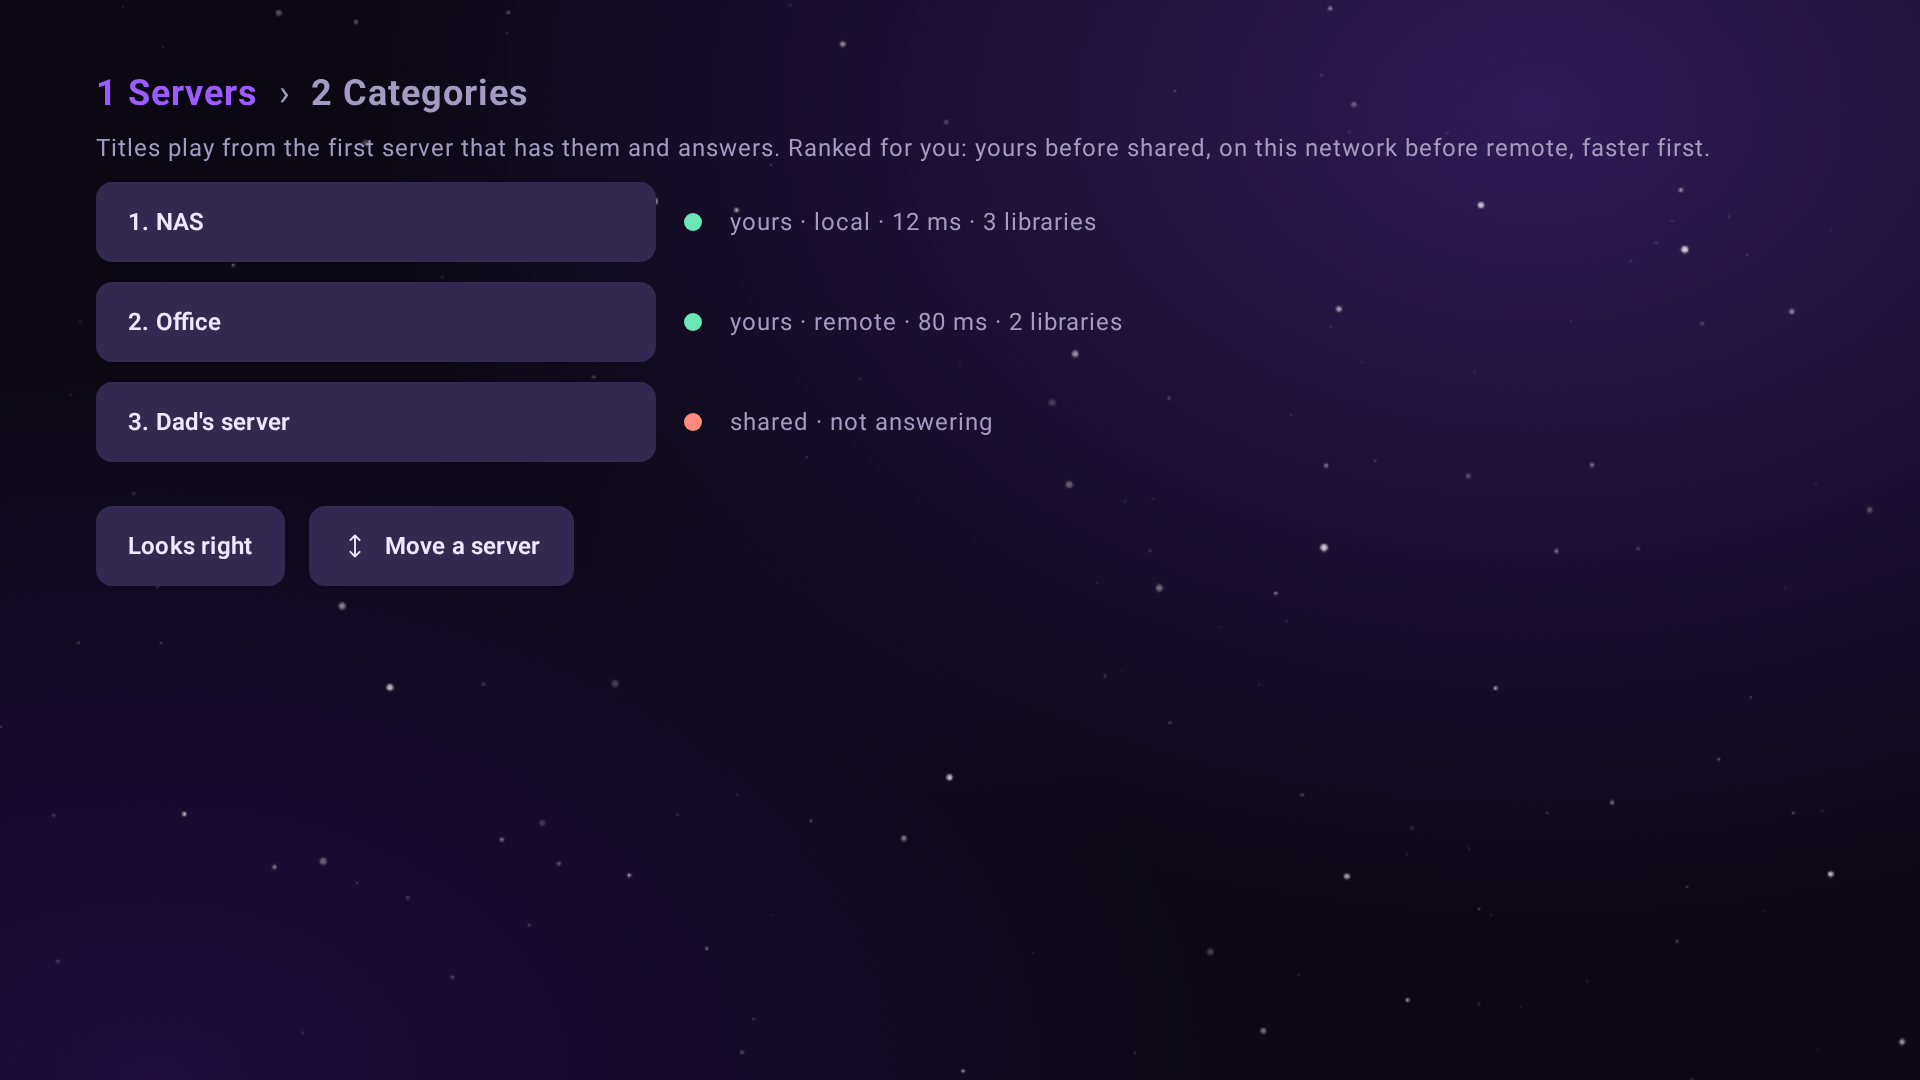 1 Servers › 2 Categories
Titles play from the first server that has them and answers. Ranked for you: yours before shared, on this network before remote, faster first.
1. NAS
yours · local · 12 ms · 3 libraries
2. Office
yours · remote · 80 ms · 2 libraries
3. Dad's server
shared · not answering
Looks right
↕ Move a server